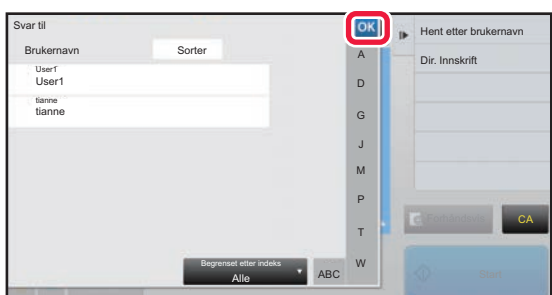 Svar til
OK
Brukernavn
Sorter
User1
User1
tianne
tianne
A
D
G
J
M
P
T
W
Begrenset etter indeks
Alle
ABC
Hent etter brukernavn
Dir. Innskrift
CA
Start